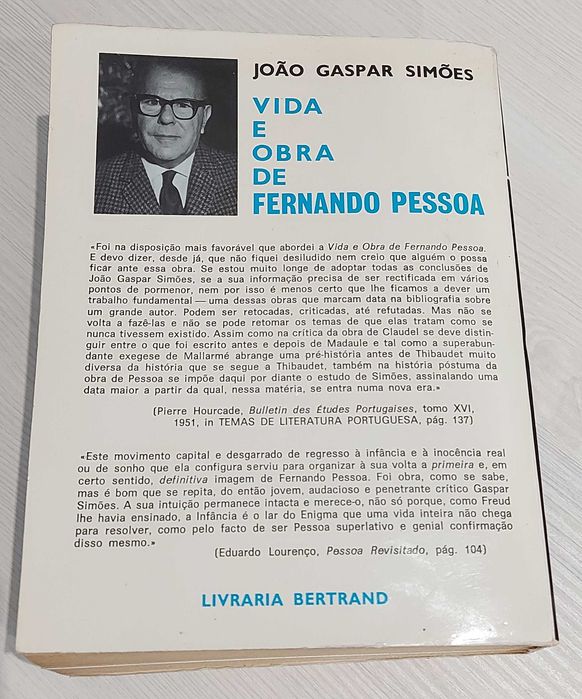 JOÃO GASPAR SIMÕES
VIDA
E
OBRA
DE
FERNANDO PESSOA
«Foi na disposição mais favorável que abordei a Vida e Obra de Fernando Pessoa.
E devo dizer, desde já, que não fiquei desiludido nem creio que alguém o possa
ficar ante essa obra. Se estou muito longe de adoptar todas as conclusões de
João Gaspar Simões, se a sua informação precisa de ser rectificada em vários
pontos de pormenor, nem por isso é menos certo que lhe ficamos a dever um
trabalho fundamental — uma dessas obras que marcam data na bibliografia sobre
um grande autor. Podem ser retocadas, criticadas, até refutadas. Mas não se
volta a fazê-las e não se pode retomar os temas de que elas tratam como se
nunca tivessem existido. Assim como na crítica da obra de Claudel se deve distin-
guir entre o que foi escrito antes e depois de Madaule e tal como a superabun-
dante exegese de Mallarmé abrange uma pré-história antes de Thibaudet muito
diversa da história que se segue a Thibaudet, também na história póstuma da
obra de Pessoa se impõe daqui por diante o estudo de Simões, assinalando uma
data maior a partir da qual, nessa matéria, se entra numa nova era.»
(Pierre Hourcade, Bulletin des Études Portugaises, tomo XVI,
1951, in TEMAS DE LITERATURA PORTUGUESA, pág. 137)
«Este movimento capital e desgarrado de regresso à infância e à inocência real
ou de sonho que ela configura serviu para organizar à sua volta a primeira e, em
certo sentido, definitiva imagem de Fernando Pessoa. Foi obra, como se sabe,
mas é bom que se repita, do então jovem, audacioso e penetrante crítico Gaspar
Simões. A sua intuição permanece intacta e merece-o, não só porque, como Freud
lhe havia ensinado, a Infância é o lar do Enigma que uma vida inteira não chega
para resolver, como pelo facto de ser Pessoa superlativo e genial confirmação
disso mesmo.»
(Eduardo Lourenço, Pessoa Revisitado, pág. 104)
LIVRARIA BERTRAND